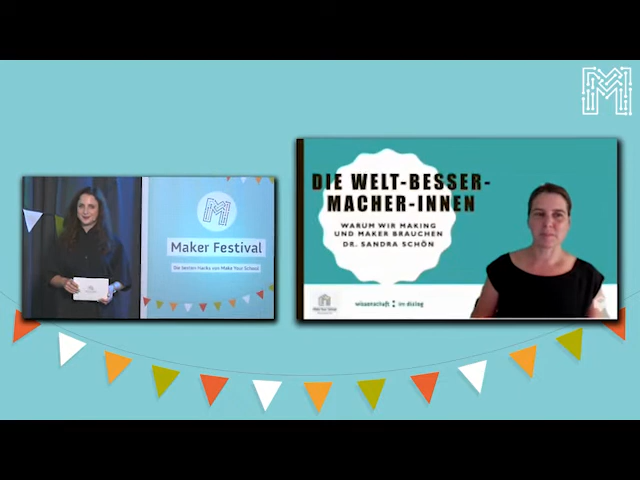 Maker Festival
Die besten Hacks von Make Your School
DIE WELT-BESSER-
MACHER-INNEN
WARUM WIR MAKING
UND MAKER BRAUCHEN
DR. SANDRA SCHÖN
wissenschaft : im dialog